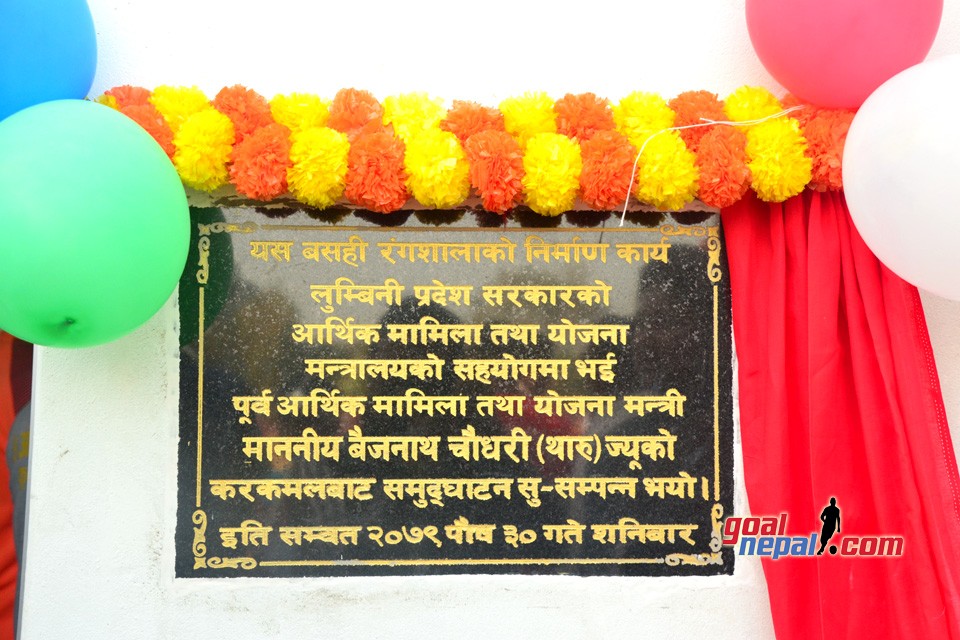 यस बसही रंगशालाको निर्माण कार्य
लुम्बिनी प्रदेश सरकारको
आर्थिक मामिला तथा योजना
मन्त्रालयको सहयोगमा भई
पूर्व आर्थिक मामिला तथा योजना मन्त्री
माननीय बैजनाथ चौधरी (थारु) ज्यूको
करकमलबाट समुद्घाटन सु-सम्पन्न भयो।
इति सम्वत २०७९ पौष ३० गते शनिबार
goal
nepal.com